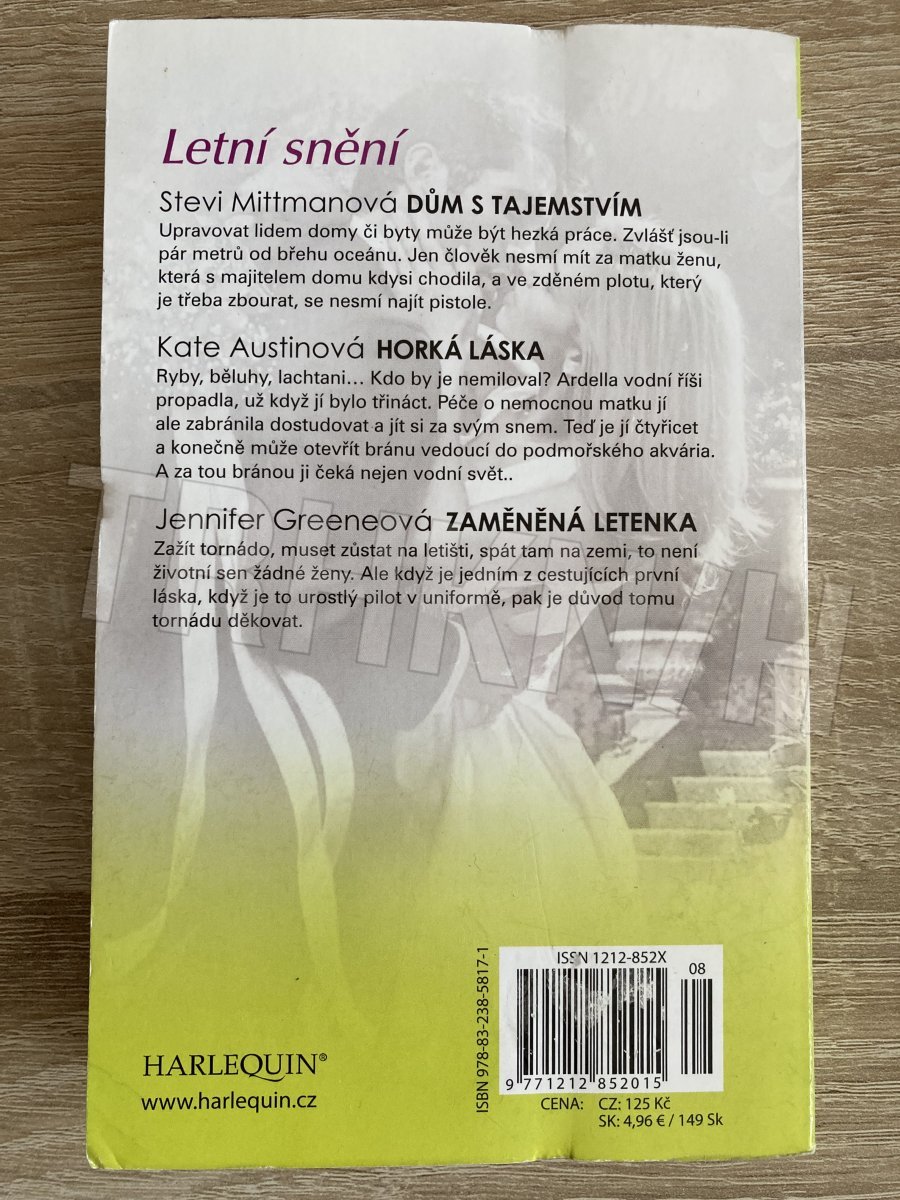 Letní snění
Stevi Mittmanová DŮM S TAJEMSTVÍM
Upravovat lidem domy či byty může být hezká práce. Zvlášť jsou-li
pár metrů od břehu oceánu. Jen člověk nesmí mít za matku ženu,
která s majitelem domu kdysi chodila, a ve zděném plotu, který
je třeba zbourat, se nesmí najít pistole.
Kate Austinová HORKÁ LÁSKA
Ryby, běluhy, lachtani... Kdo by je nemiloval? Ardella vodní říši
propadla, už když jí bylo třináct. Péče o nemocnou matku jí
ale zabránila dostudovat a jít si za svým snem. Teď je jí čtyřicet
a konečně může otevřít bránu vedoucí do podmořského akvária.
A za tou bránou ji čeká nejen vodní svět..
Jennifer Greeneová ZAMĚNĚNÁ LETENKA
Zažít tornádo, muset zůstat na letišti, spát tam na zemi, to není
životní sen žádné ženy. Ale když je jedním z cestujících první
láska, když je to urostlý pilot v uniformě, pak je důvod tomu
tornádu děkovat.
HARLEQUIN®
www.harlequin.cz
ISBN 978-83-238-5817-1
ISSN 1212-852X
08
9 771212 852015
CENA: CZ: 125 Kč
SK: 4,96 € / 149 Sk